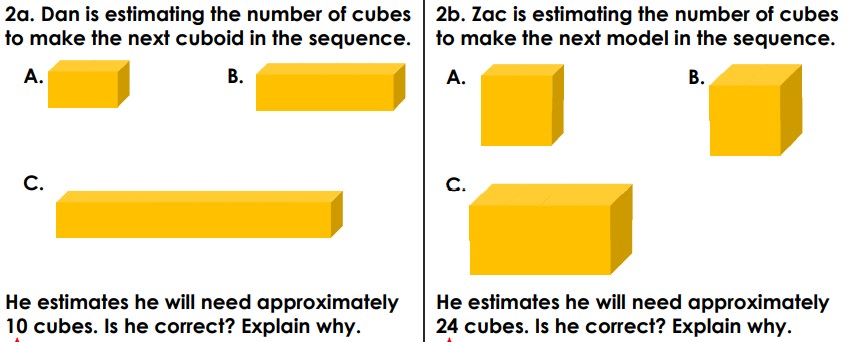 2a. Dan is estimating the number of cubes
to make the next cuboid in the sequence.
A.
B.
C.
He estimates he will need approximately
10 cubes. Is he correct? Explain why.
2b. Zac is estimating the number of cubes
to make the next model in the sequence.
A.
B.
C.
He estimates he will need approximately
24 cubes. Is he correct? Explain why.